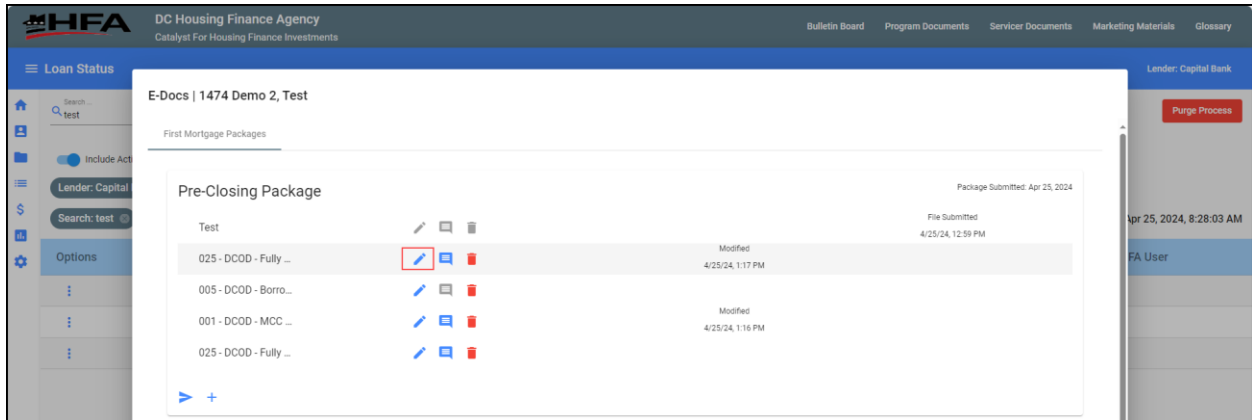 HFA
DC Housing Finance Agency
Catalyst For Housing Finance Investments
Bulletin Board Program Documents Servicer Documents Marketing Materials Glossary
Loan Status
Lender: Capital Bank
E-Docs | 1474 Demo 2, Test
Search ...
test
Purge Process
First Mortgage Packages
Include Acti
Lender: Capital
Pre-Closing Package
Package Submitted: Apr 25, 2024
Search: test
Apr 25, 2024, 8:28:03 AM
Test
File Submitted
4/25/24, 12:59 PM
Options
FA User
025 - DCOD - Fully ...
Modified
4/25/24, 1:17 PM
005 - DCOD - Borro...
001 - DCOD - MCC ...
Modified
4/25/24, 1:16 PM
025 - DCOD - Fully ...